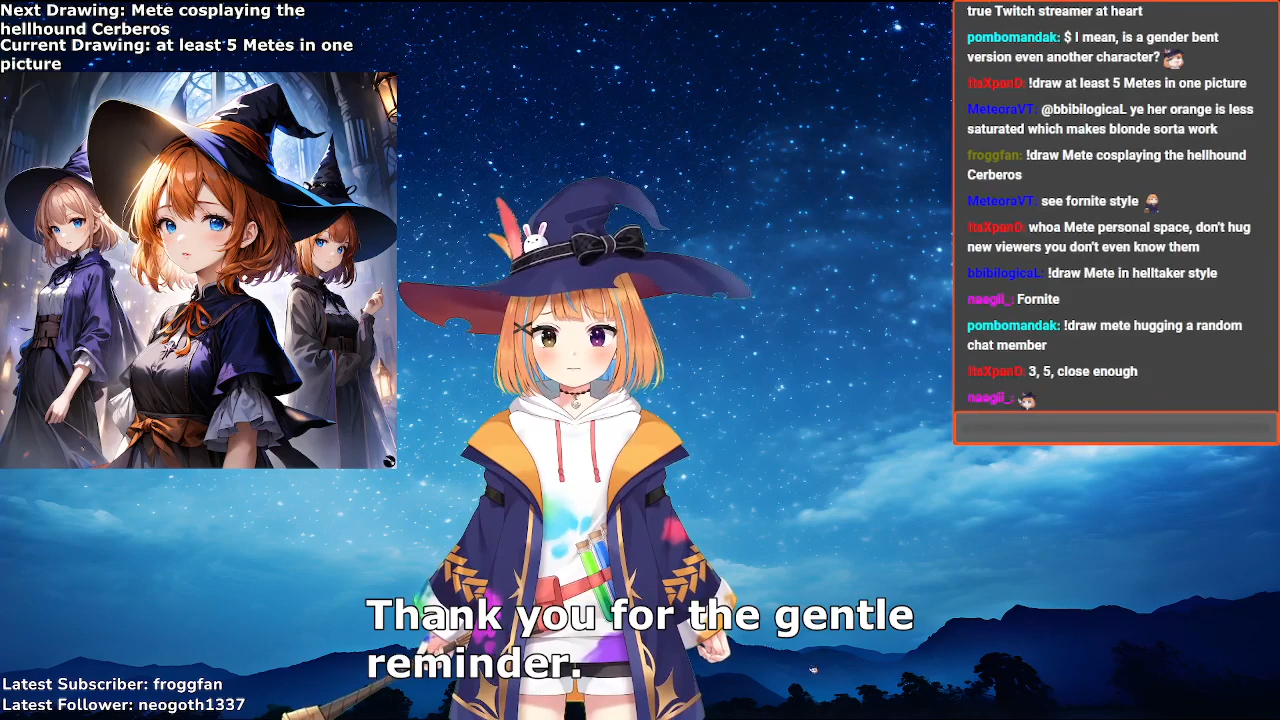 Next Drawing: Mete cosplaying the
hellhound Cerberos
Current Drawing: at least 5 Metes in one
picture
true Twitch streamer at heart
pombomandak: $ I mean, is a gender bent
version even another character?
ItsXpanD: !draw at least 5 Metes in one picture
MeteoraVT: @bbibilogicaL ye her orange is less
saturated which makes blonde sorta work
froggfan: !draw Mete cosplaying the hellhound
Cerberos
MeteoraVT: see fornite style
ItsXpanD: whoa Mete personal space, don't hug
new viewers you don't even know them
bbibilogicaL: !draw Mete in helltaker style
naegii_: Fornite
pombomandak: !draw mete hugging a random
chat member
ItsXpanD: 3, 5, close enough
naegii_:
Thank you for the gentle
reminder.
Latest Subscriber: froggfan
Latest Follower: neogoth1337